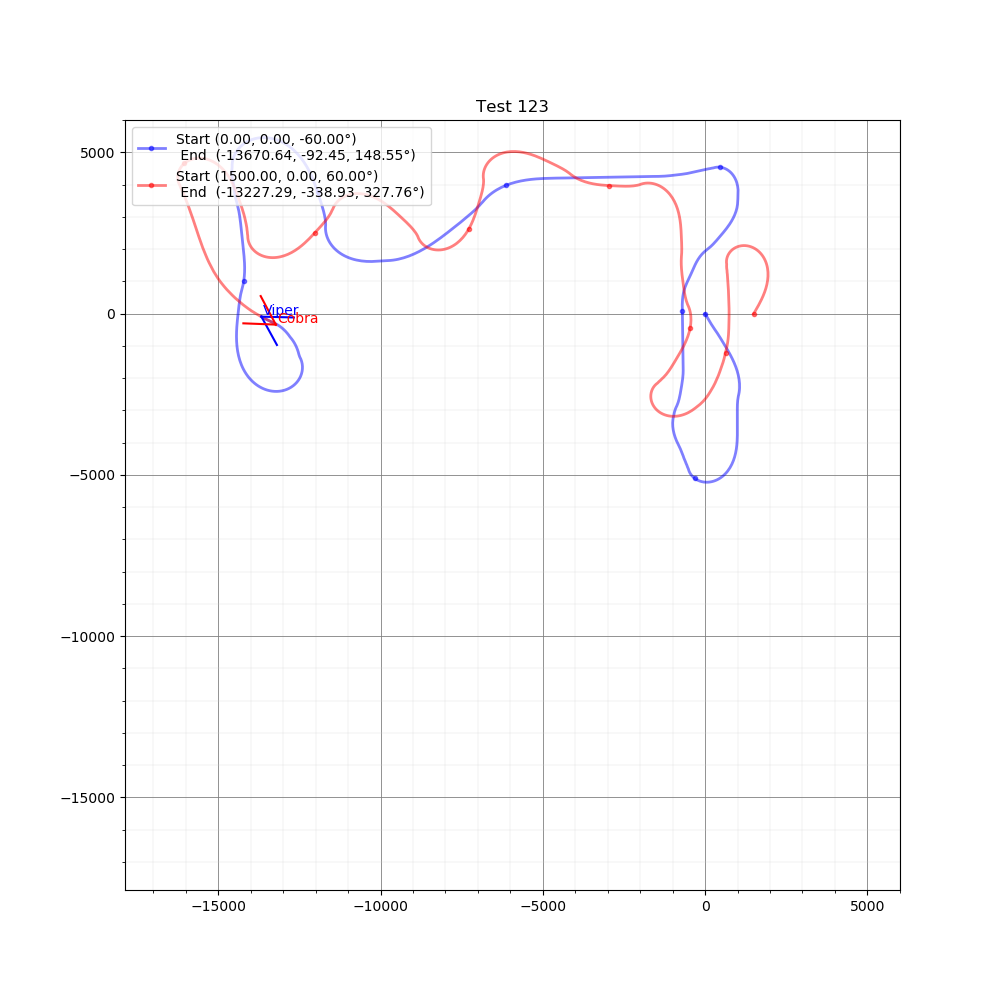 Test 123
Start (0.00, 0.00, -60.00°)
End (-13670.64, -92.45, 148.55°)
Start (1500.00, 0.00, 60.00°)
End (-13227.29, -338.93, 327.76°)
5000
0
−5000
−10000
−15000
Viper
Cobra
−15000 −10000 −5000 0 5000